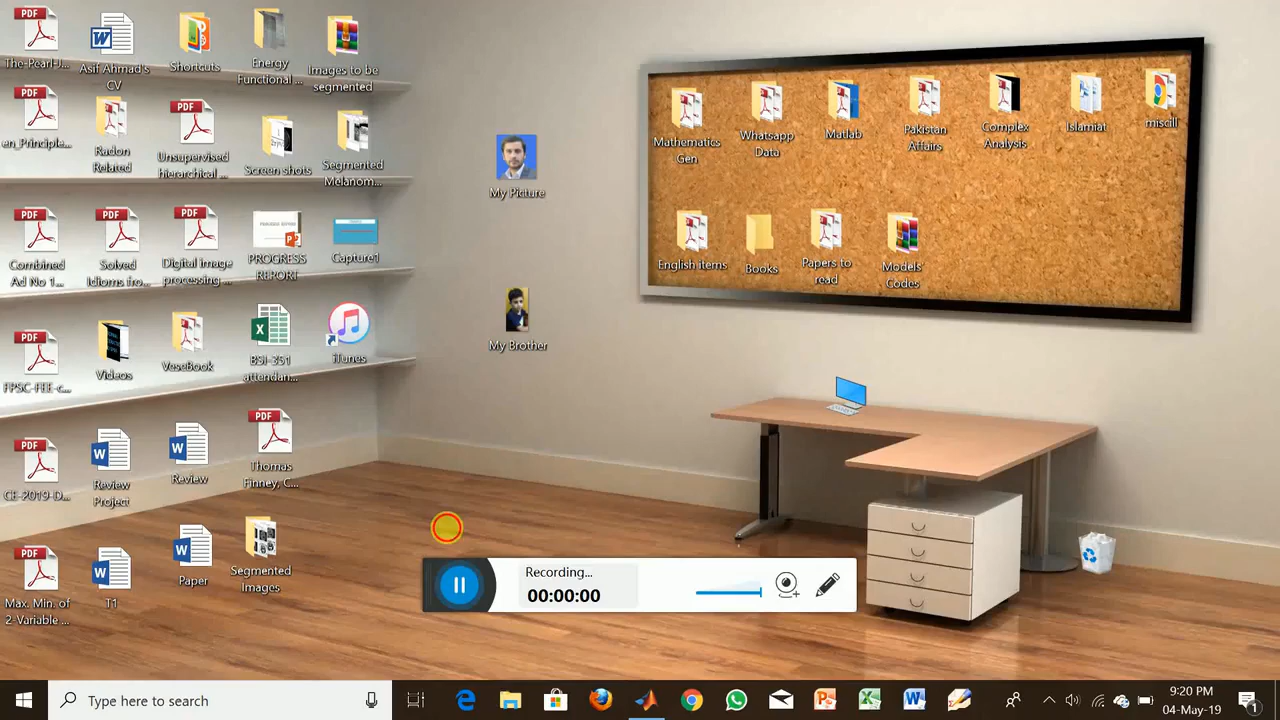 The-Pearl-J...
Asif Ahmad's
CV
Shortcuts
Energy
Functional ...
Images to be
segmented
en_Principle...
Radon
Related
Unsupervised
hierarchical ...
Screen shots
Segmented
Melanom...
Combined
Ad No 1...
Solved
Idioms fro...
Digital image
processing ...
PROGRESS
REPORT
Capture1
FPSC-FEE-c...
Videos
VeseBook
BSI-351
attendan...
iTunes
CE-2019-D...
Review
Project
Review
Thomas
Finney, C...
Max. Min. of
2-Variable ...
T1
Paper
Segmented
Images
My Picture
My Brother
Mathematics
Gen
Whatsapp
Data
Matlab
Pakistan
Affairs
Complex
Analysis
Islamiat
miscill
English items
Books
Papers to
read
Models
Codes
Recording...
00:00:00
Type here to search
9:20 PM
04-May-19
1